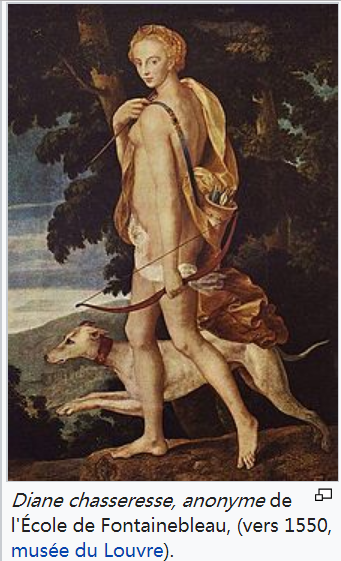 Diane chasseresse, anonyme de
l'École de Fontainebleau, (vers 1550,
musée du Louvre).